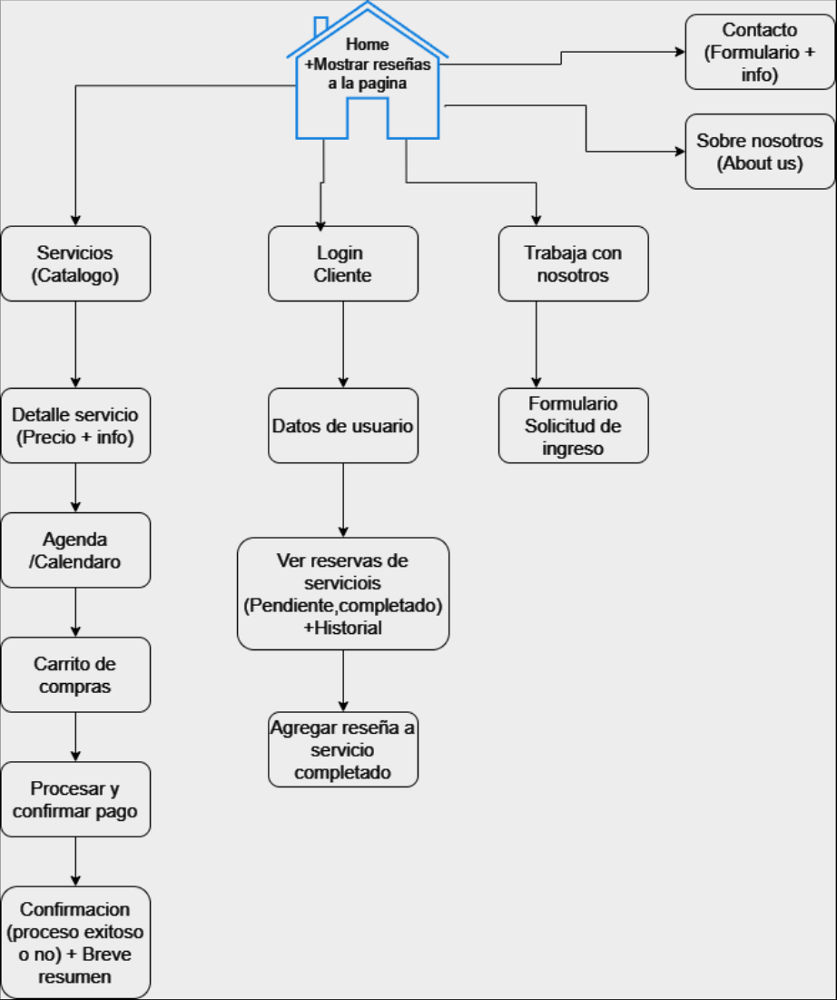 Home
+Mostrar reseñas
a la pagina
Contacto
(Formulario +
info)
Sobre nosotros
(About us)
Servicios
(Catalogo)
Login
Cliente
Trabaja con
nosotros
Detalle servicio
(Precio + info)
Datos de usuario
Formulario
Solicitud de
ingreso
Agenda
/Calendaro
Ver reservas de
serviciois
(Pendiente,completado)
+Historial
Carrito de
compras
Agregar reseña a
servicio
completado
Procesar y
confirmar pago
Confirmacion
(proceso exitoso
o no) + Breve
resumen